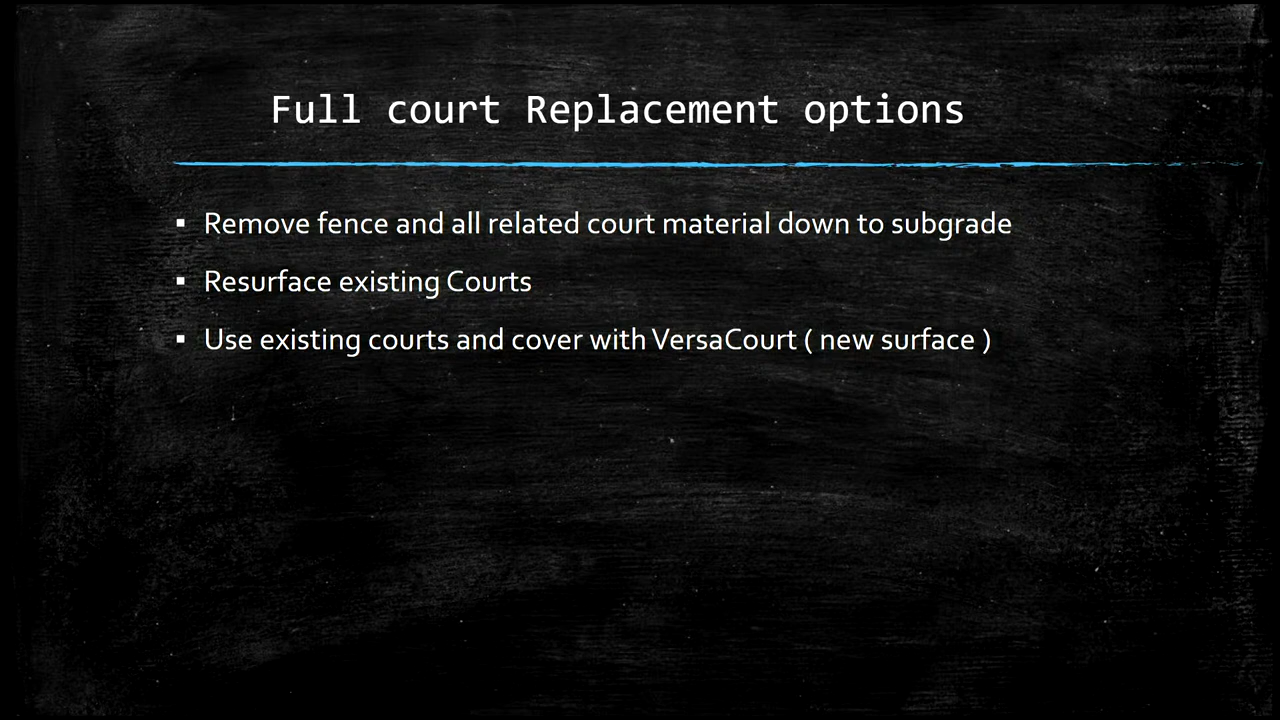 Full court Replacement options
▪ Remove fence and all related court material down to subgrade
▪ Resurface existing Courts
▪ Use existing courts and cover with VersaCourt ( new surface )